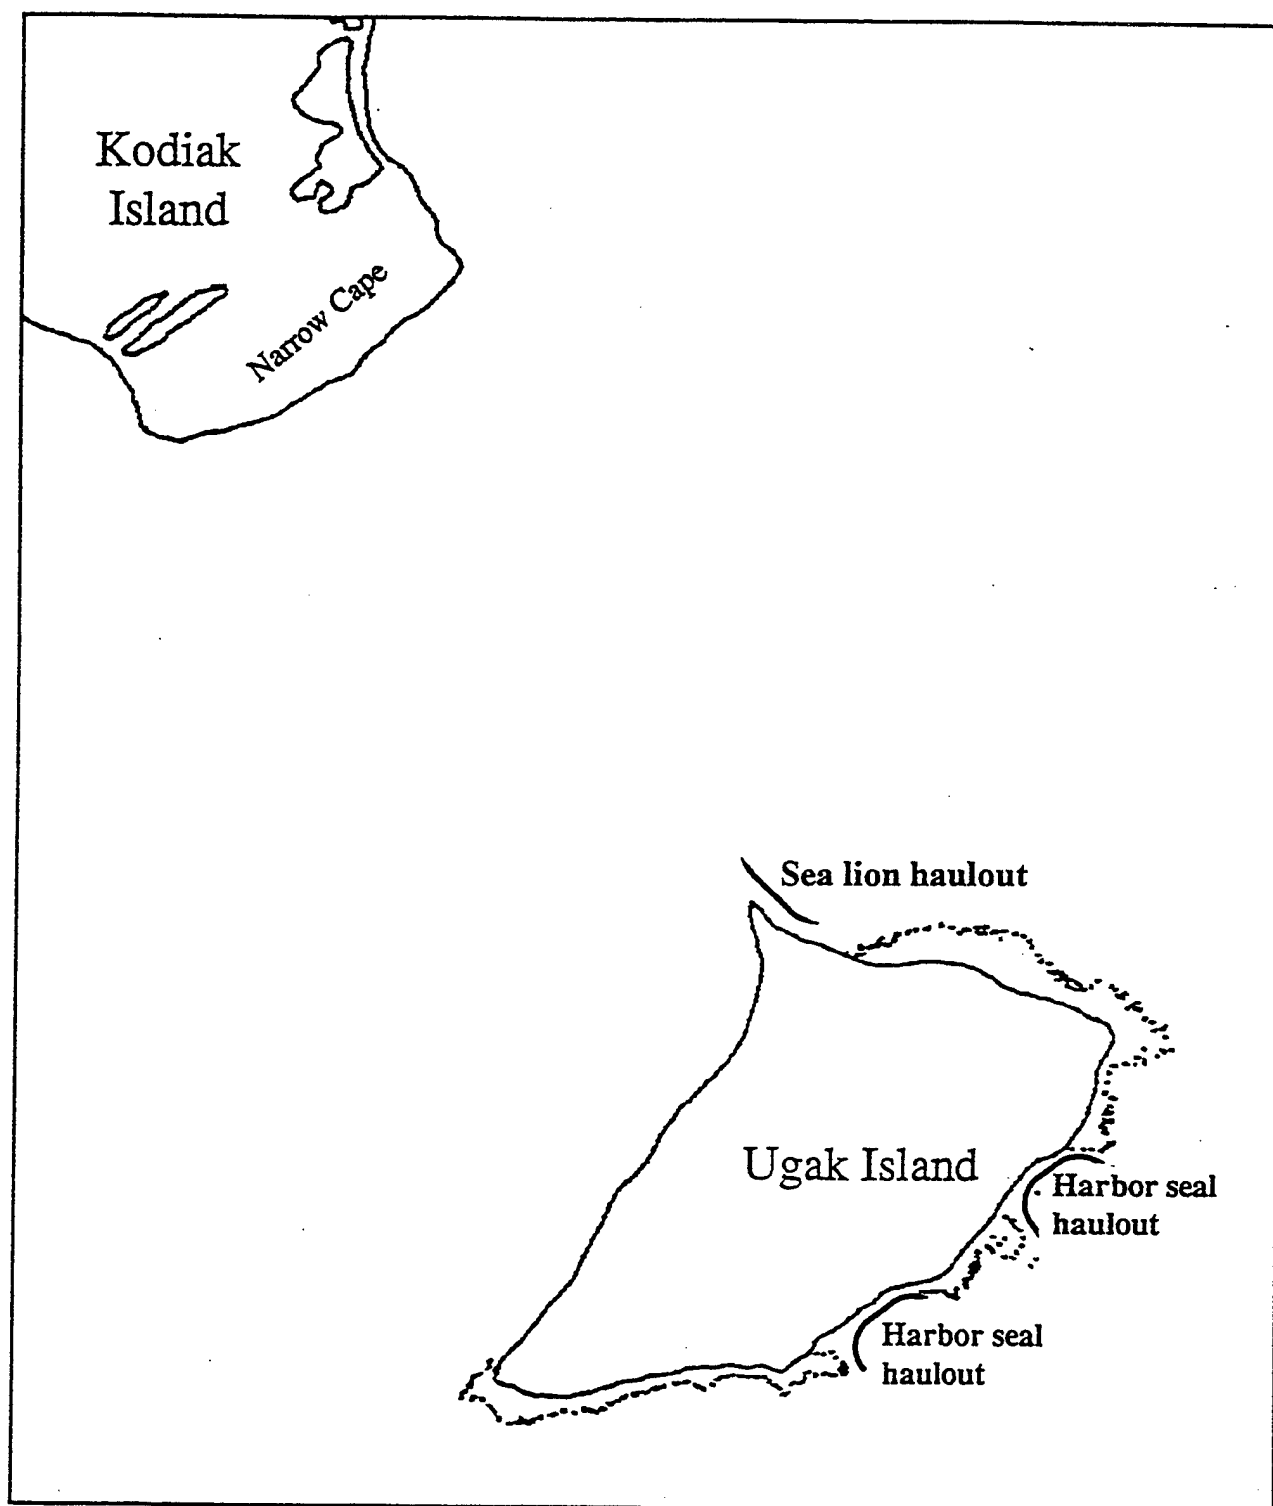 Kodiak
Island
Narrow Cape
Sea lion haulout
Ugak Island
Harbor seal
haulout
Harbor seal
haulout